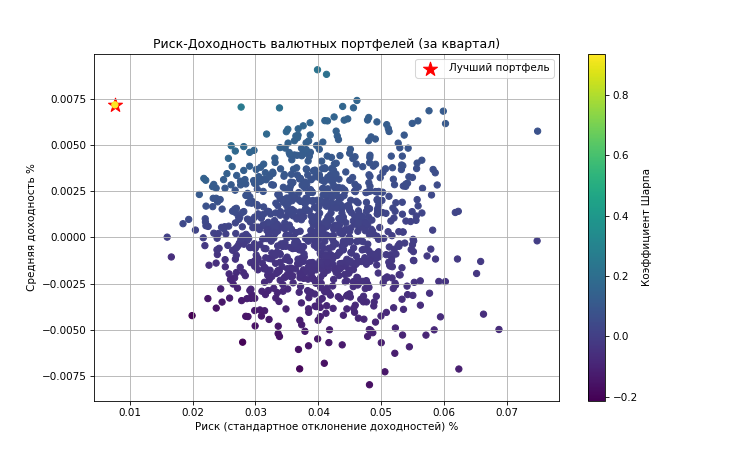 Риск-Доходность валютных портфелей (за квартал)
Лучший портфель
0.0075
0.0050
0.0025
0.0000
−0.0025
−0.0050
−0.0075
Средняя доходность %
0.01 0.02 0.03 0.04 0.05 0.06 0.07
Риск (стандартное отклонение доходностей) %
0.8
0.6
0.4
0.2
0.0
−0.2
Коэффициент Шарпа